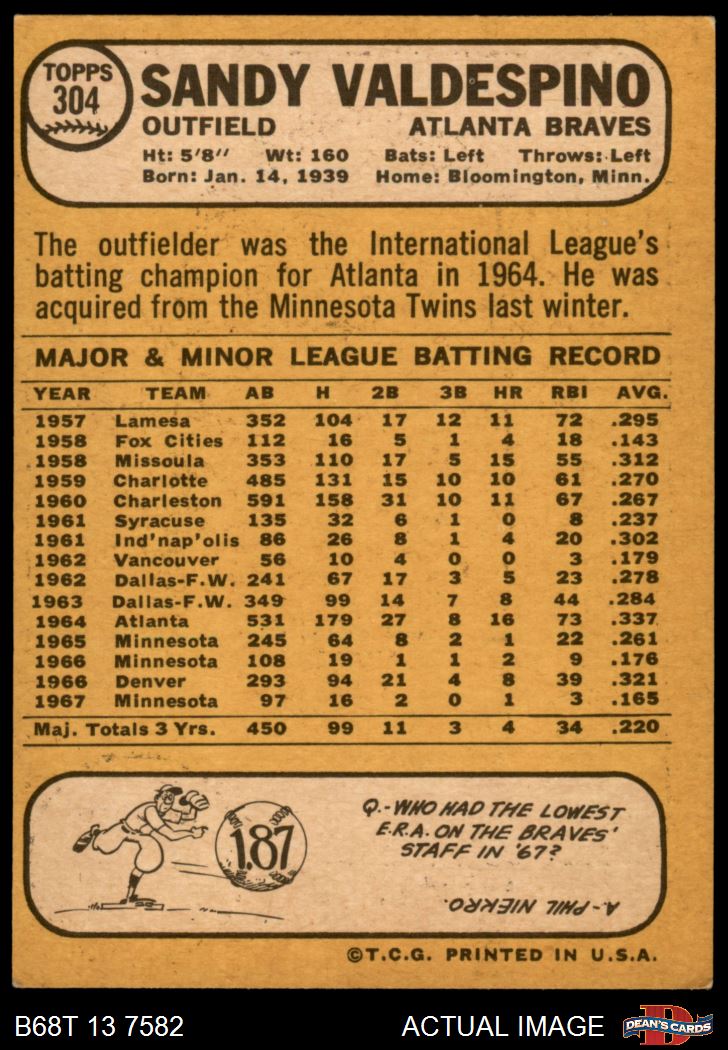 TOPPS
304
SANDY VALDESPINO
OUTFIELD ATLANTA BRAVES
Ht: 5'8" Wt: 160 Bats: Left Throws: Left
Born: Jan. 14, 1939 Home: Bloomington, Minn.
The outfielder was the International League's
batting champion for Atlanta in 1964. He was
acquired from the Minnesota Twins last winter.
MAJOR & MINOR LEAGUE BATTING RECORD
YEAR TEAM AB H 2B 3B HR RBI AVG.
1957 Lamesa 352 104 17 12 11 72 .295
1958 Fox Cities 112 16 5 1 4 18 .143
1958 Missoula 353 110 17 5 15 55 .312
1959 Charlotte 485 131 15 10 10 61 .270
1960 Charleston 591 158 31 10 11 67 .267
1961 Syracuse 135 32 6 1 0 8 .237
1961 Ind'nap'olis 86 26 8 1 4 20 .302
1962 Vancouver 56 10 4 0 0 3 .179
1962 Dallas-F.W. 241 67 17 3 5 23 .278
1963 Dallas-F.W. 349 99 14 7 8 44 .284
1964 Atlanta 531 179 27 8 16 73 .337
1965 Minnesota 245 64 8 2 1 22 .261
1966 Minnesota 108 19 1 1 2 9 .176
1966 Denver 293 94 21 4 8 39 .321
1967 Minnesota 97 16 2 0 1 3 .165
Maj. Totals 3 Yrs. 450 99 11 3 4 34 .220
1.87
Q.-WHO HAD THE LOWEST
E.R.A. ON THE BRAVES'
STAFF IN '67?
A-PHIL NIEKRO.
©T.C.G. PRINTED IN U.S.A.
B68T 13 7582 ACTUAL IMAGE
D
DEAN'S CARDS